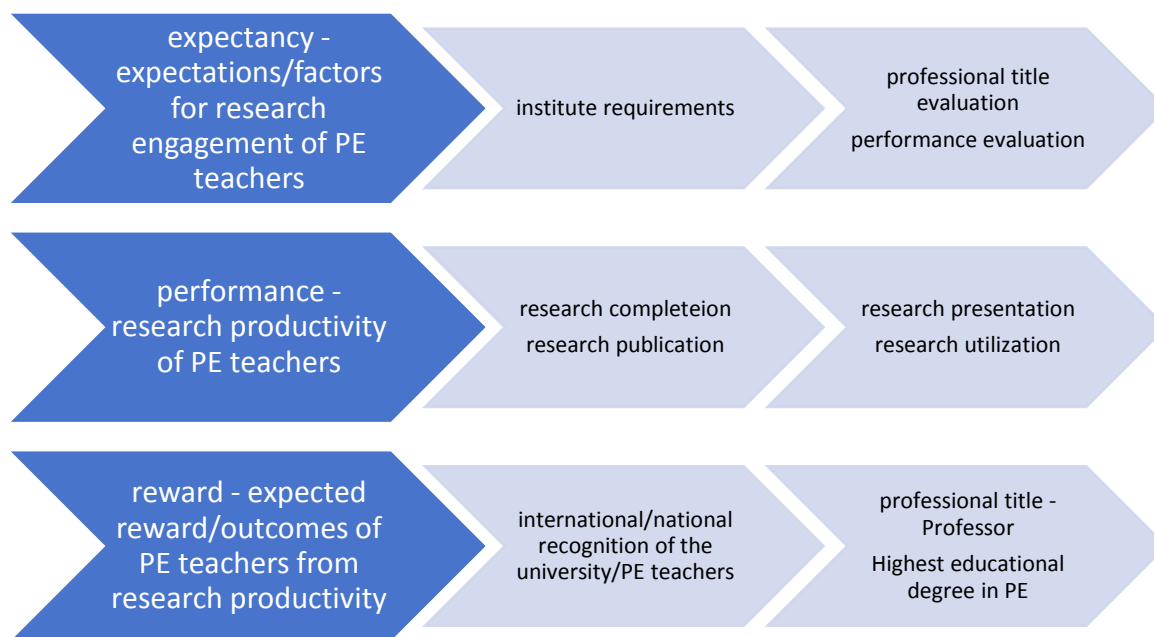 expectancy -
expectations/factors
for research
engagement of PE
teachers
institute requirements
professional title
evaluation
performance evaluation
performance -
research productivity
of PE teachers
research completeion
research publication
research presentation
research utilization
reward - expected
reward/outcomes of
PE teachers from
research productivity
international/national
recognition of the
university/PE teachers
professional title -
Professor
Highest educational
degree in PE